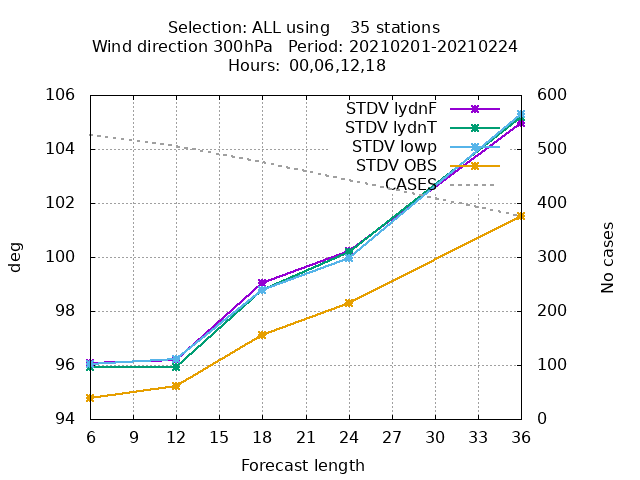 Selection: ALL using    35 stations
Wind direction 300hPa   Period: 20210201-20210224
Hours: 00,06,12,18
106
104
102
100
98
96
94
600
500
400
300
200
100
0
STDV lydnF
STDV lydnT
STDV lowp
STDV OBS
CASES
deg
No cases
6 9 12 15 18 21 24 27 30 33 36
Forecast length